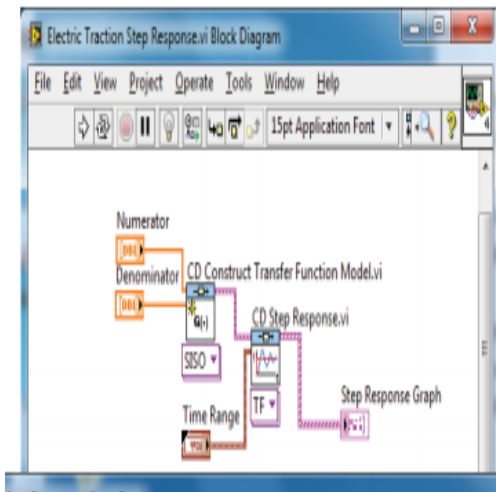 Electric Traction Step Response.vi Block Diagram
File Edit View Project Operate Tools Window Help
15pt Application Font
Numerator
DBL
Denominator
CD Construct Transfer Function Model.vi
DBL
G(·)
CD Step Response.vi
SISO
Step Response Graph
Time Range
TF